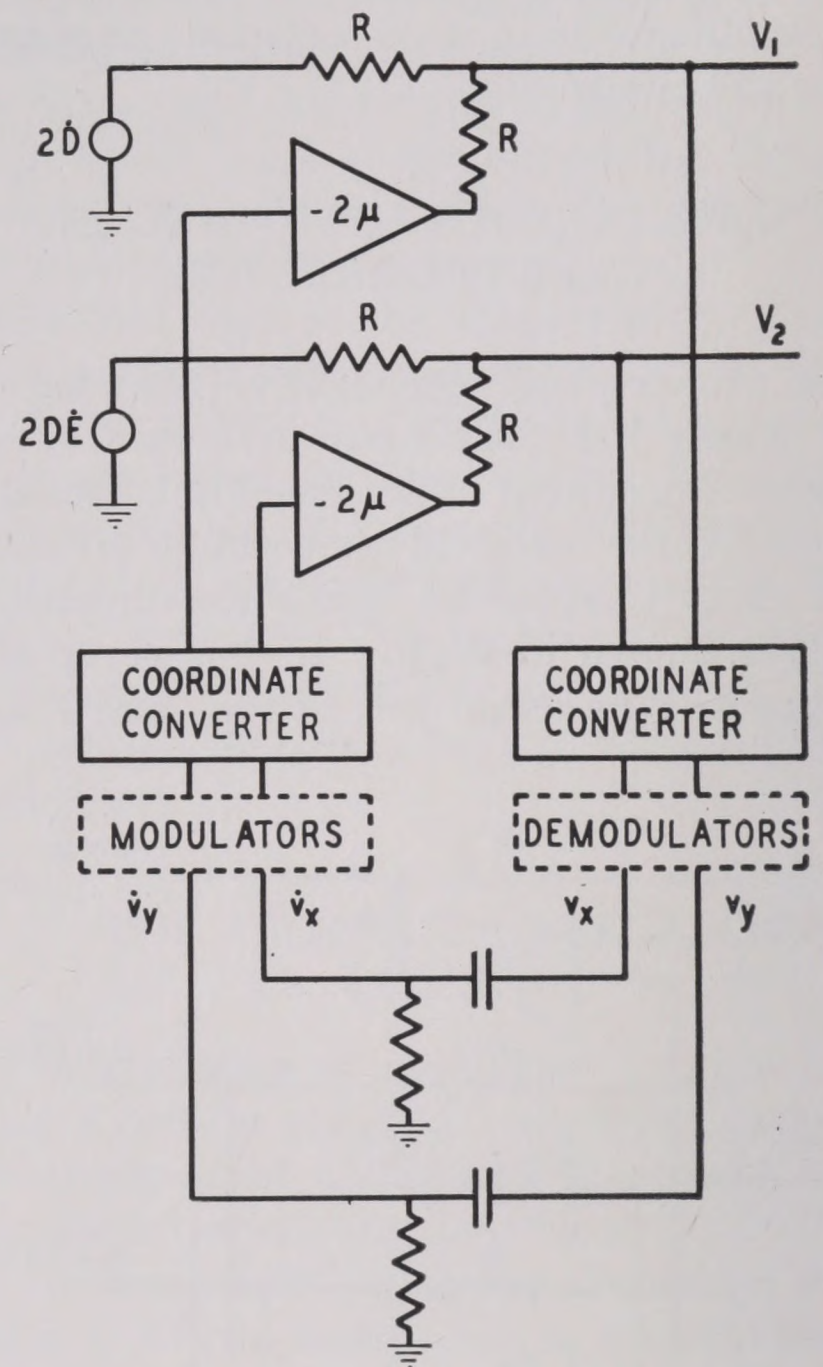 R
V₁
2Ḋ
R
-2μ
R
V₂
2DĖ
R
-2μ
COORDINATE
CONVERTER
COORDINATE
CONVERTER
MODULATORS
DEMODULATORS
v̇y
v̇x
vx
vy